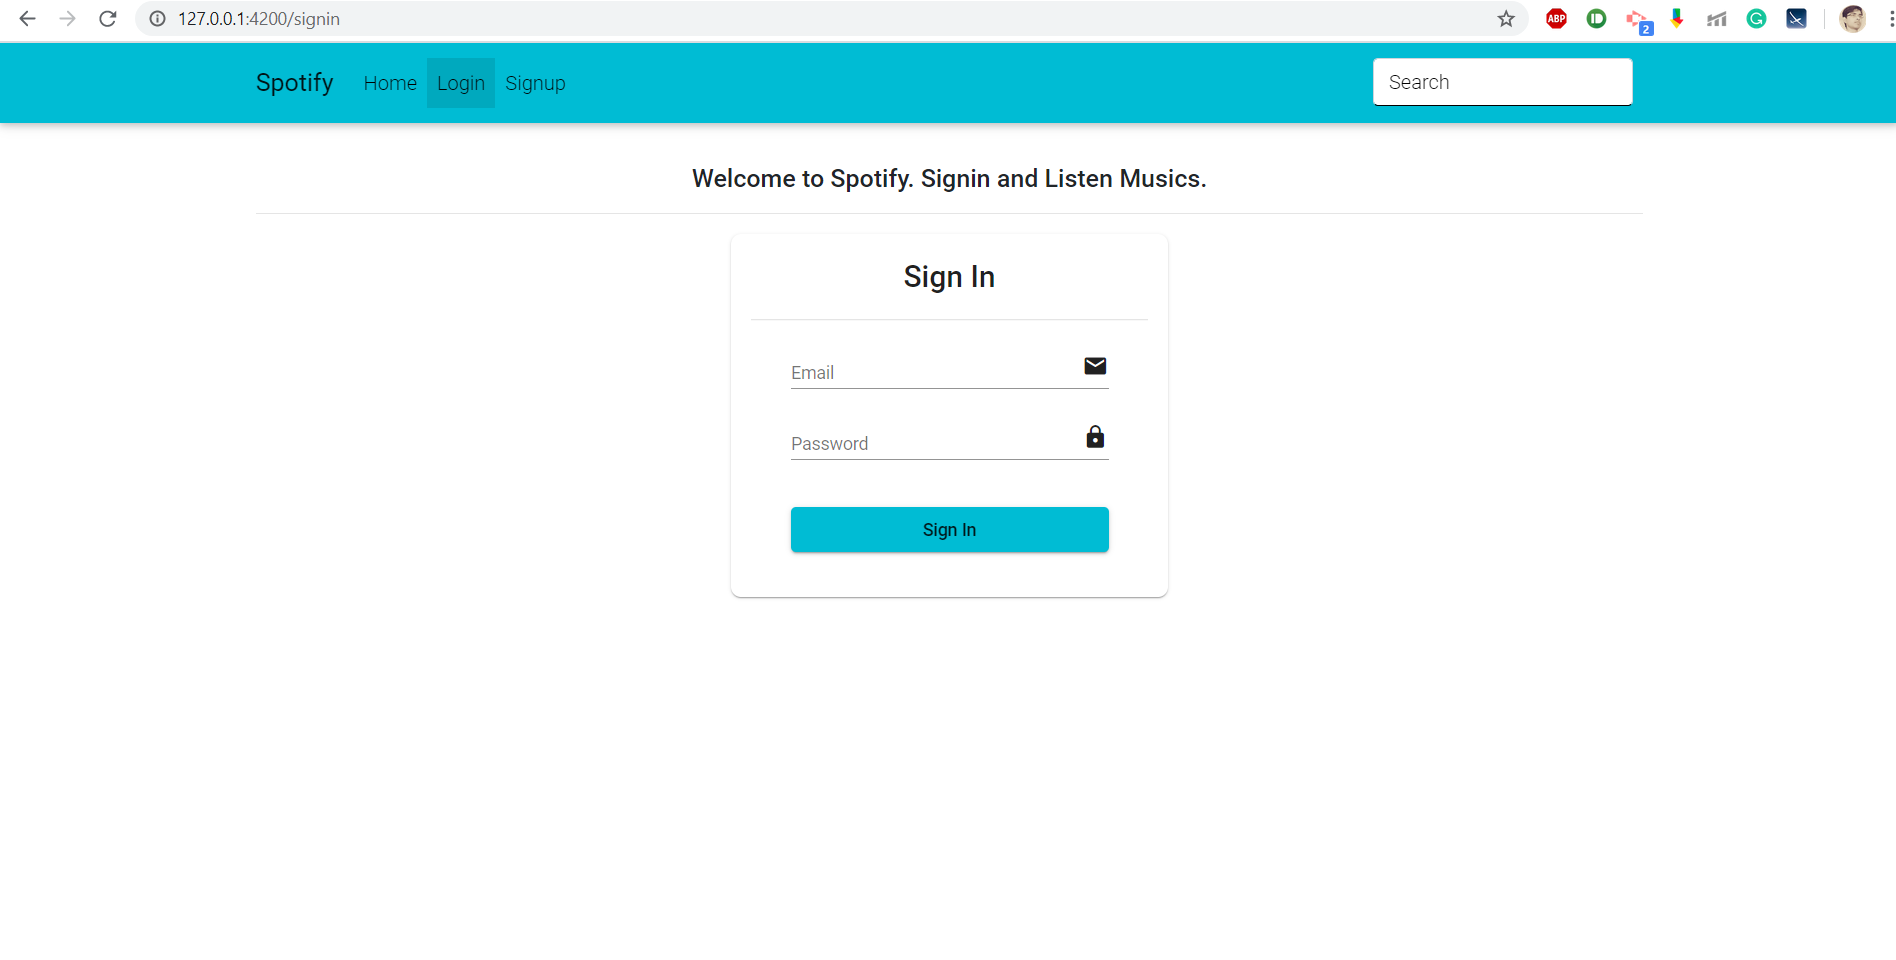 127.0.0.1:4200/signin
ABP
2
Spotify Home Login Signup Search
Welcome to Spotify. Signin and Listen Musics.
Sign In
Email
Password
Sign In